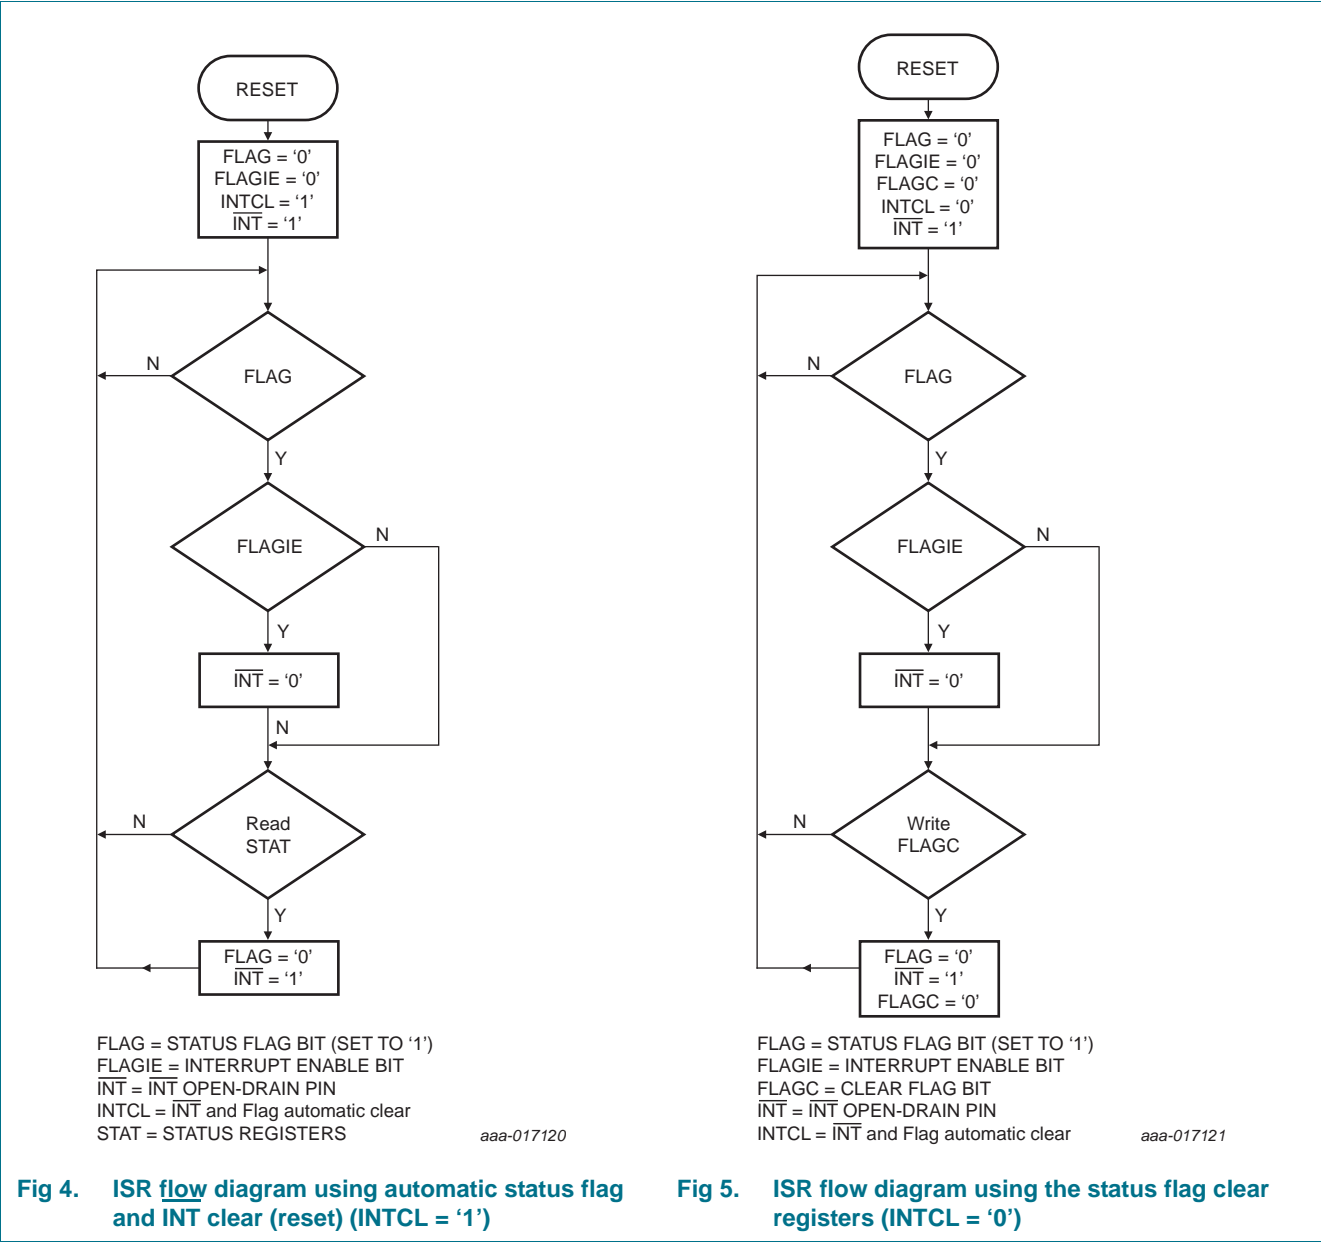 RESET
FLAG = ‘0’
FLAGIE = ‘0’
INTCL = ‘1’
INT = ‘1’
FLAG
N
Y
FLAGIE
N
Y
INT = ‘0’
N
Read
STAT
N
Y
FLAG = ‘0’
INT = ‘1’
FLAG = STATUS FLAG BIT (SET TO ‘1’)
FLAGIE = INTERRUPT ENABLE BIT
INT = INT OPEN-DRAIN PIN
INTCL = INT and Flag automatic clear
STAT = STATUS REGISTERS
aaa-017120
Fig 4. ISR flow diagram using automatic status flag
and INT clear (reset) (INTCL = ‘1’)
RESET
FLAG = ‘0’
FLAGIE = ‘0’
FLAGC = ‘0’
INTCL = ‘0’
INT = ‘1’
FLAG
N
Y
FLAGIE
N
Y
INT = ‘0’
Write
FLAGC
N
Y
FLAG = ‘0’
INT = ‘1’
FLAGC = ‘0’
FLAG = STATUS FLAG BIT (SET TO ‘1’)
FLAGIE = INTERRUPT ENABLE BIT
FLAGC = CLEAR FLAG BIT
INT = INT OPEN-DRAIN PIN
INTCL = INT and Flag automatic clear
aaa-017121
Fig 5. ISR flow diagram using the status flag clear
registers (INTCL = ‘0’)